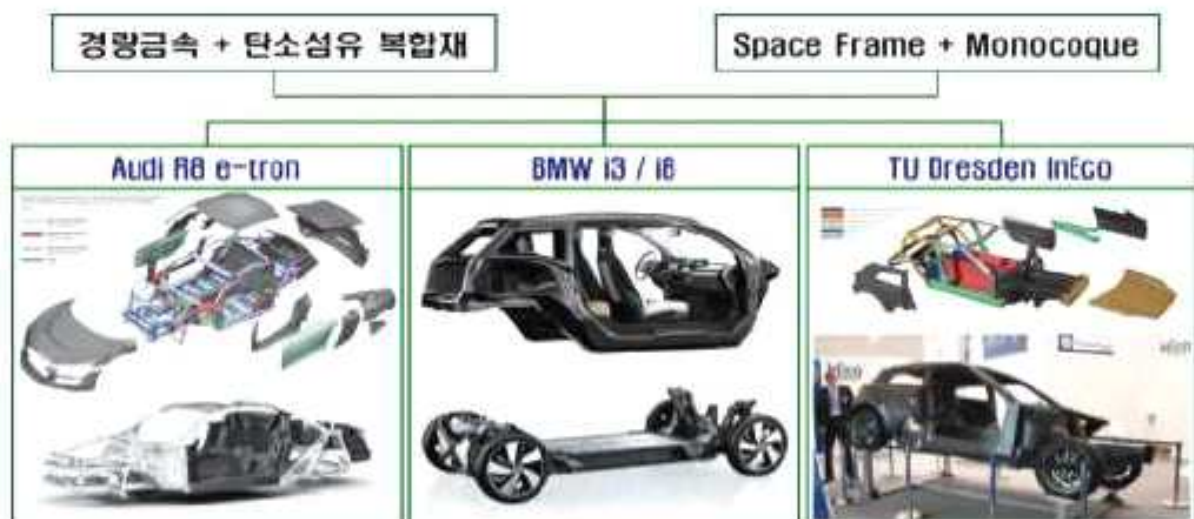 경량금속 + 탄소섬유 복합재
Space Frame + Monocoque
Audi R8 e-tron
BMW i3 / i8
TU Dresden InEco